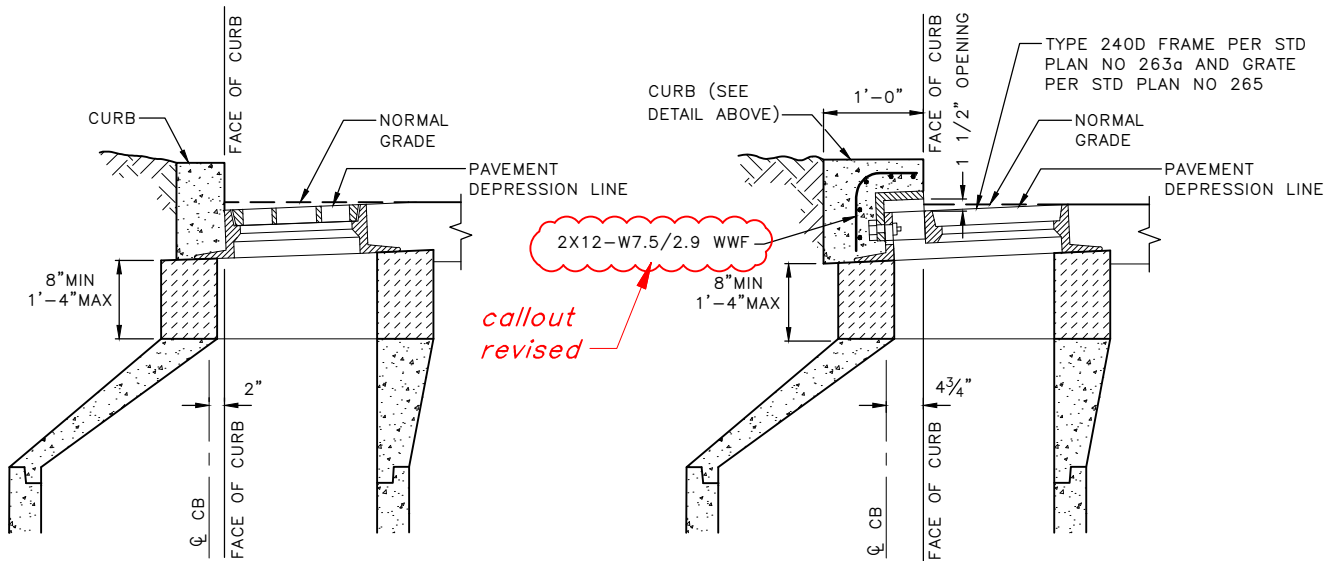 FACE OF CURB
CURB
NORMAL
GRADE
PAVEMENT
DEPRESSION LINE
8"MIN
1'-4"MAX
2"
℄ CB
FACE OF CURB
FACE OF CURB
1 1/2" OPENING
TYPE 240D FRAME PER STD
PLAN NO 263a AND GRATE
PER STD PLAN NO 265
CURB (SEE
DETAIL ABOVE)
1'-0"
NORMAL
GRADE
PAVEMENT
DEPRESSION LINE
2X12-W7.5/2.9 WWF
callout
revised
8"MIN
1'-4"MAX
4¾"
℄ CB
FACE OF CURB